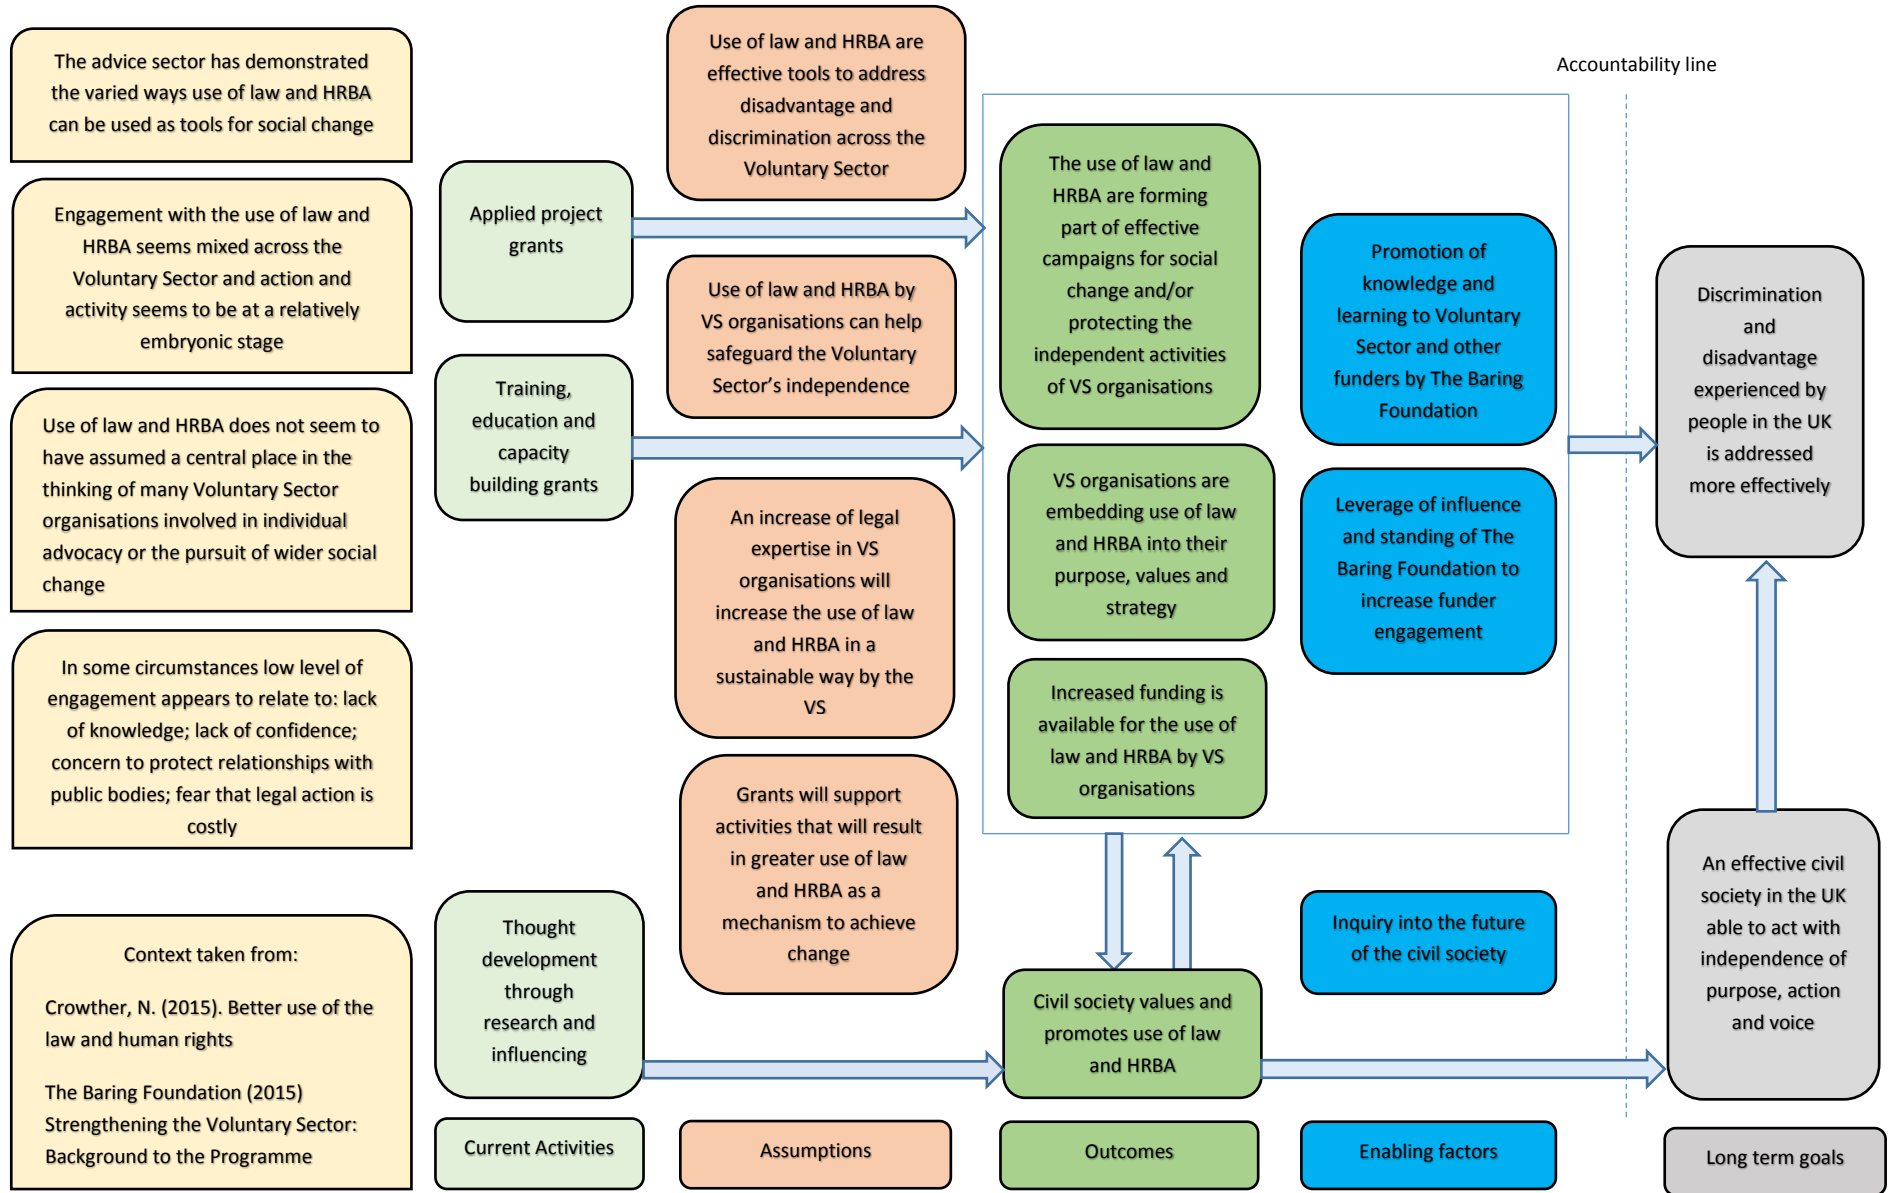 The advice sector has demonstrated
the varied ways use of law and HRBA
can be used as tools for social change
Engagement with the use of law and
HRBA seems mixed across the
Voluntary Sector and action and
activity seems to be at a relatively
embryonic stage
Use of law and HRBA does not seem to
have assumed a central place in the
thinking of many Voluntary Sector
organisations involved in individual
advocacy or the pursuit of wider social
change
In some circumstances low level of
engagement appears to relate to: lack
of knowledge; lack of confidence;
concern to protect relationships with
public bodies; fear that legal action is
costly
Context taken from:
Crowther, N. (2015). Better use of the
law and human rights
The Baring Foundation (2015)
Strengthening the Voluntary Sector:
Background to the Programme
Applied project
grants
Training,
education and
capacity
building grants
Thought
development
through
research and
influencing
Current Activities
Use of law and HRBA are
effective tools to address
disadvantage and
discrimination across the
Voluntary Sector
Use of law and HRBA by
VS organisations can help
safeguard the Voluntary
Sector's independence
An increase of legal
expertise in VS
organisations will
increase the use of law
and HRBA in a
sustainable way by the
VS
Grants will support
activities that will result
in greater use of law
and HRBA as a
mechanism to achieve
change
Assumptions
The use of law and
HRBA are forming
part of effective
campaigns for social
change and/or
protecting the
independent activities
of VS organisations
VS organisations are
embedding use of law
and HRBA into their
purpose, values and
strategy
Increased funding is
available for the use of
law and HRBA by VS
organisations
Civil society values and
promotes use of law
and HRBA
Outcomes
Promotion of
knowledge and
learning to Voluntary
Sector and other
funders by The Baring
Foundation
Leverage of influence
and standing of The
Baring Foundation to
increase funder
engagement
Inquiry into the future
of the civil society
Enabling factors
Accountability line
Discrimination
and
disadvantage
experienced by
people in the UK
is addressed
more effectively
An effective civil
society in the UK
able to act with
independence of
purpose, action
and voice
Long term goals